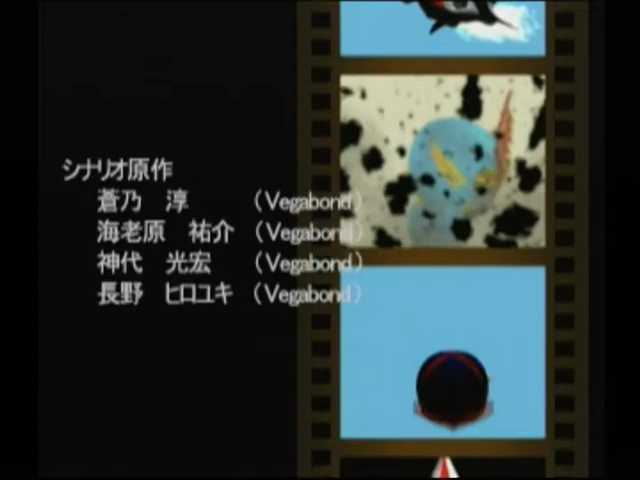 シナリオ原作
蒼乃 淳 (Vegabond)
海老原 祐介 (Vegabond)
神代 光宏 (Vegabond)
長野 ヒロユキ (Vegabond)